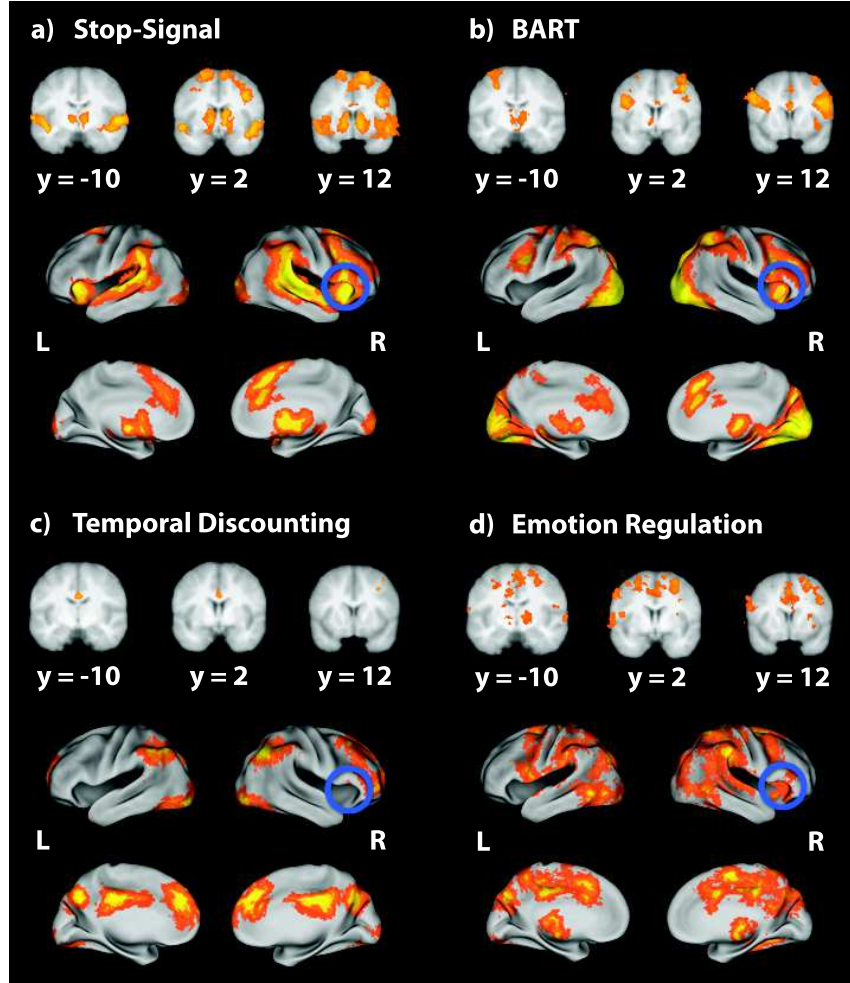 a) Stop-Signal
b) BART
y = -10 y = 2 y = 12
y = -10 y = 2 y = 12
L R
L R
c) Temporal Discounting
d) Emotion Regulation
y = -10 y = 2 y = 12
y = -10 y = 2 y = 12
L R
L R